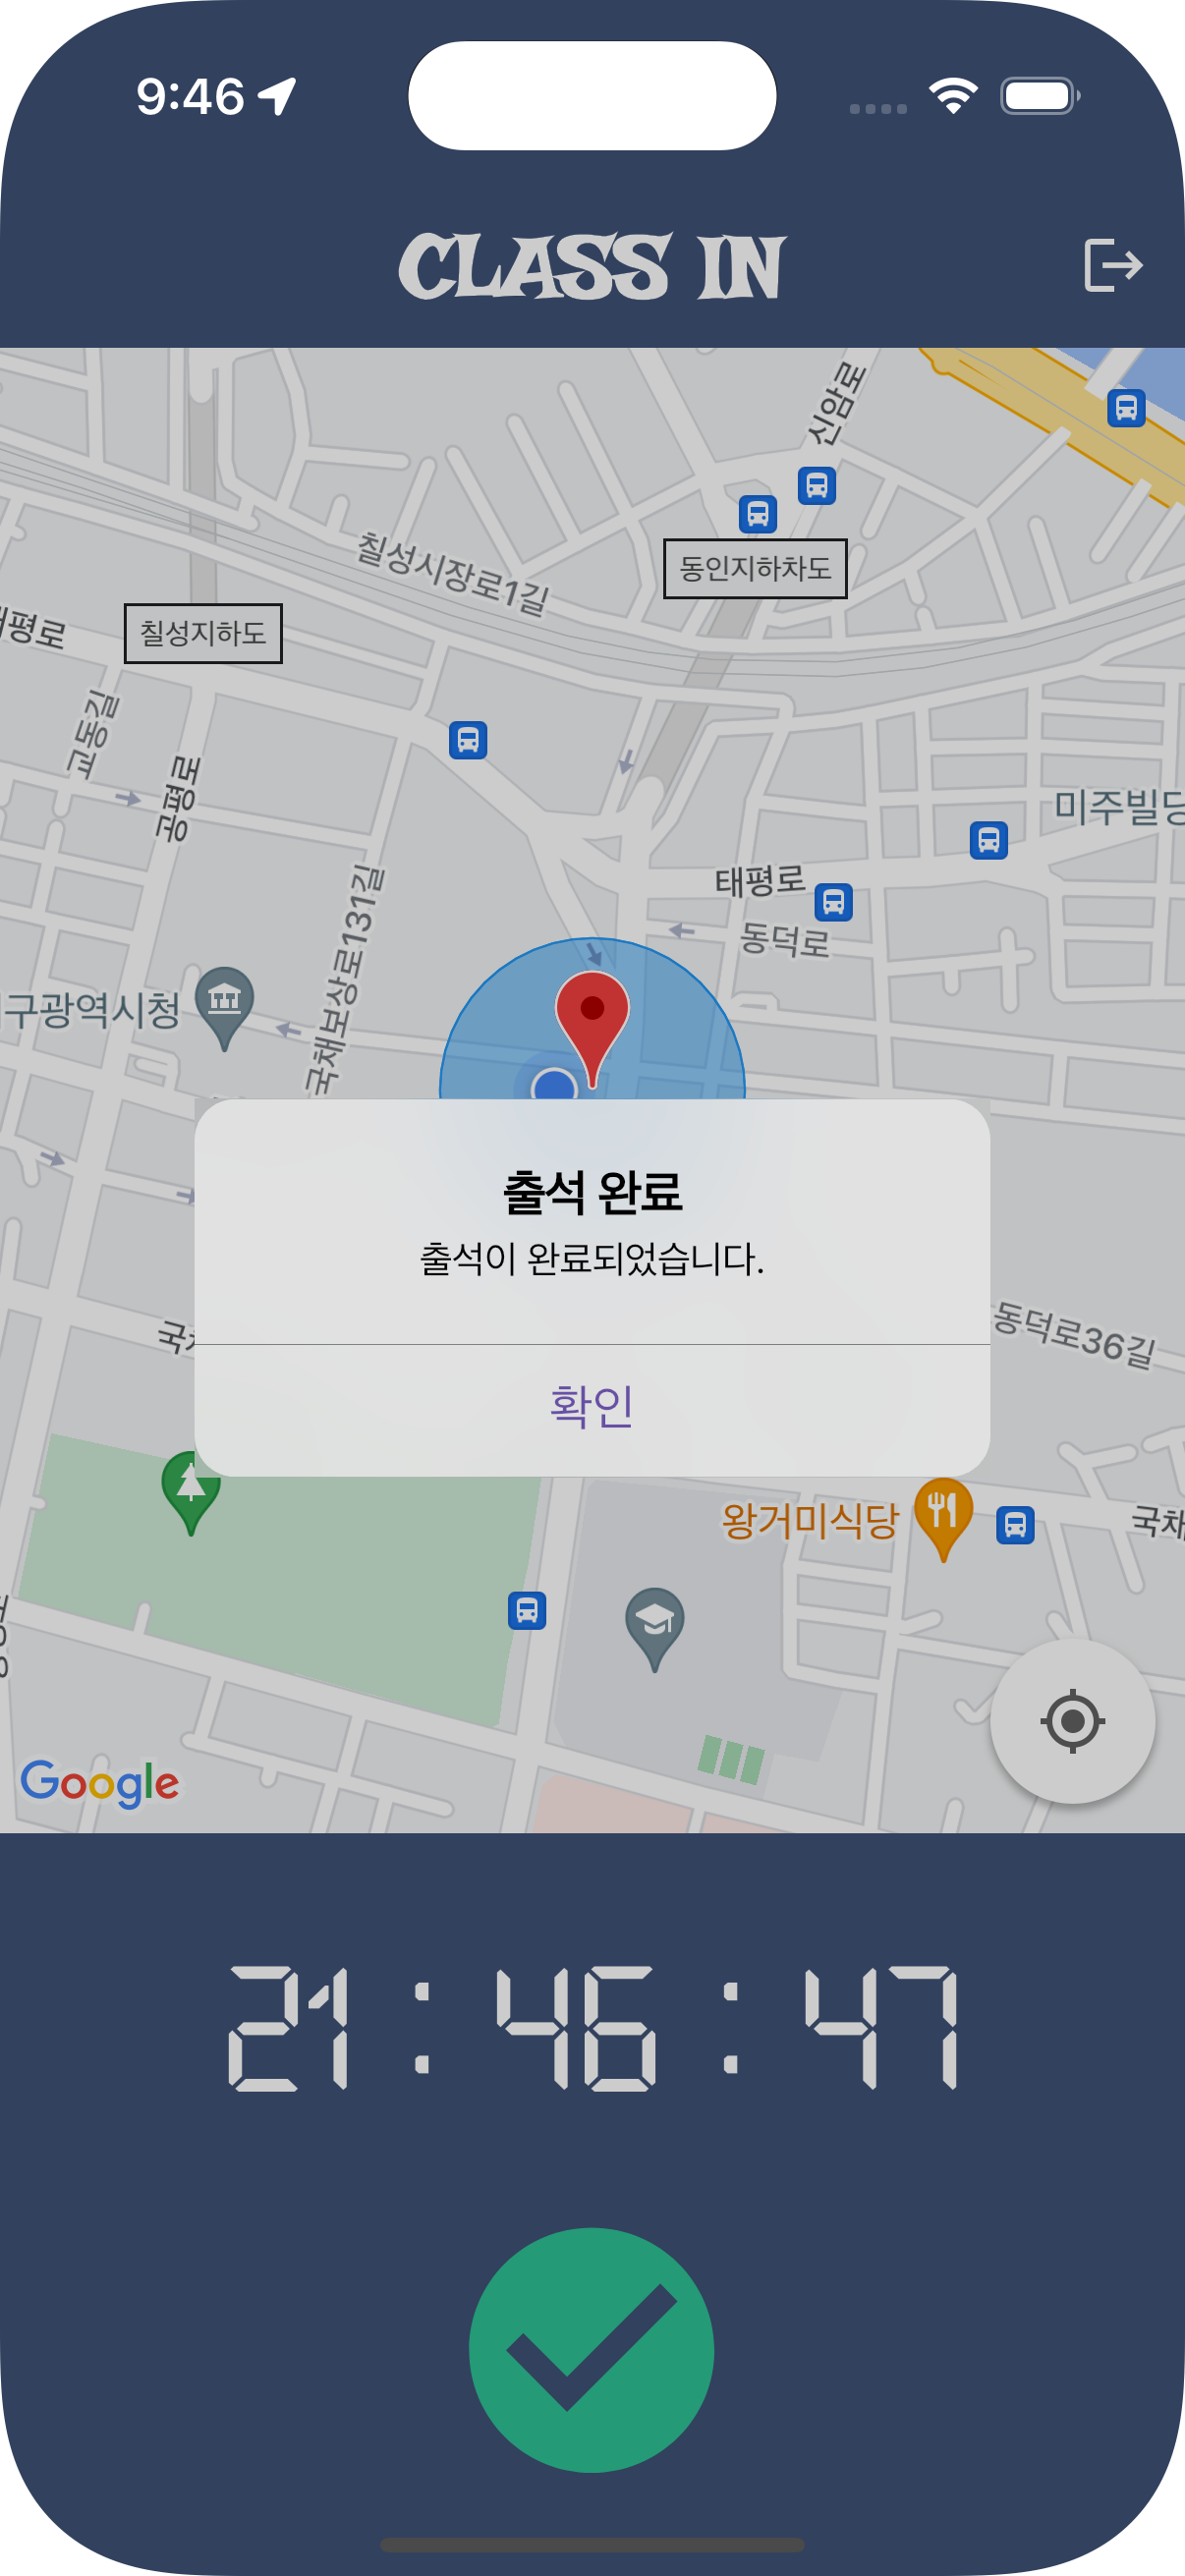 9:46
CLASS IN
신암로
칠성시장로1길
동인지하차도
칠성지하도
태평로
교동길
공평로
미주빌딩
태평로
동덕로
구광역시청
국채보상로131길
출석 완료
출석이 완료되었습니다.
동덕로36길
확인
왕거미식당
국채
Google
21 : 46 : 47